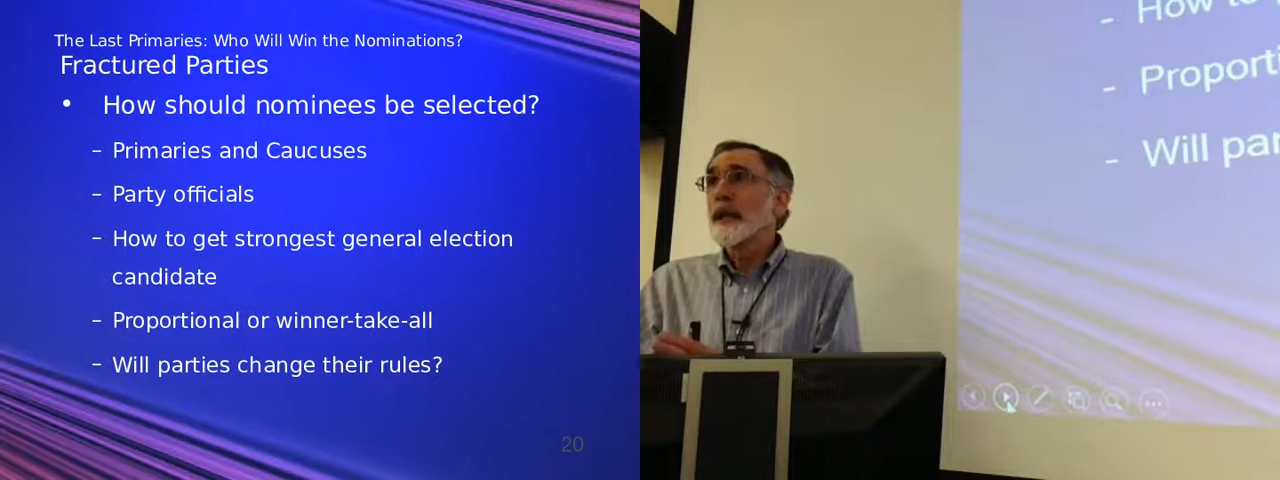 The Last Primaries: Who Will Win the Nominations?
Fractured Parties
• How should nominees be selected?
– Primaries and Caucuses
– Party officials
– How to get strongest general election
candidate
– Proportional or winner-take-all
– Will parties change their rules?
20
- How to
- Proporti
- Will par